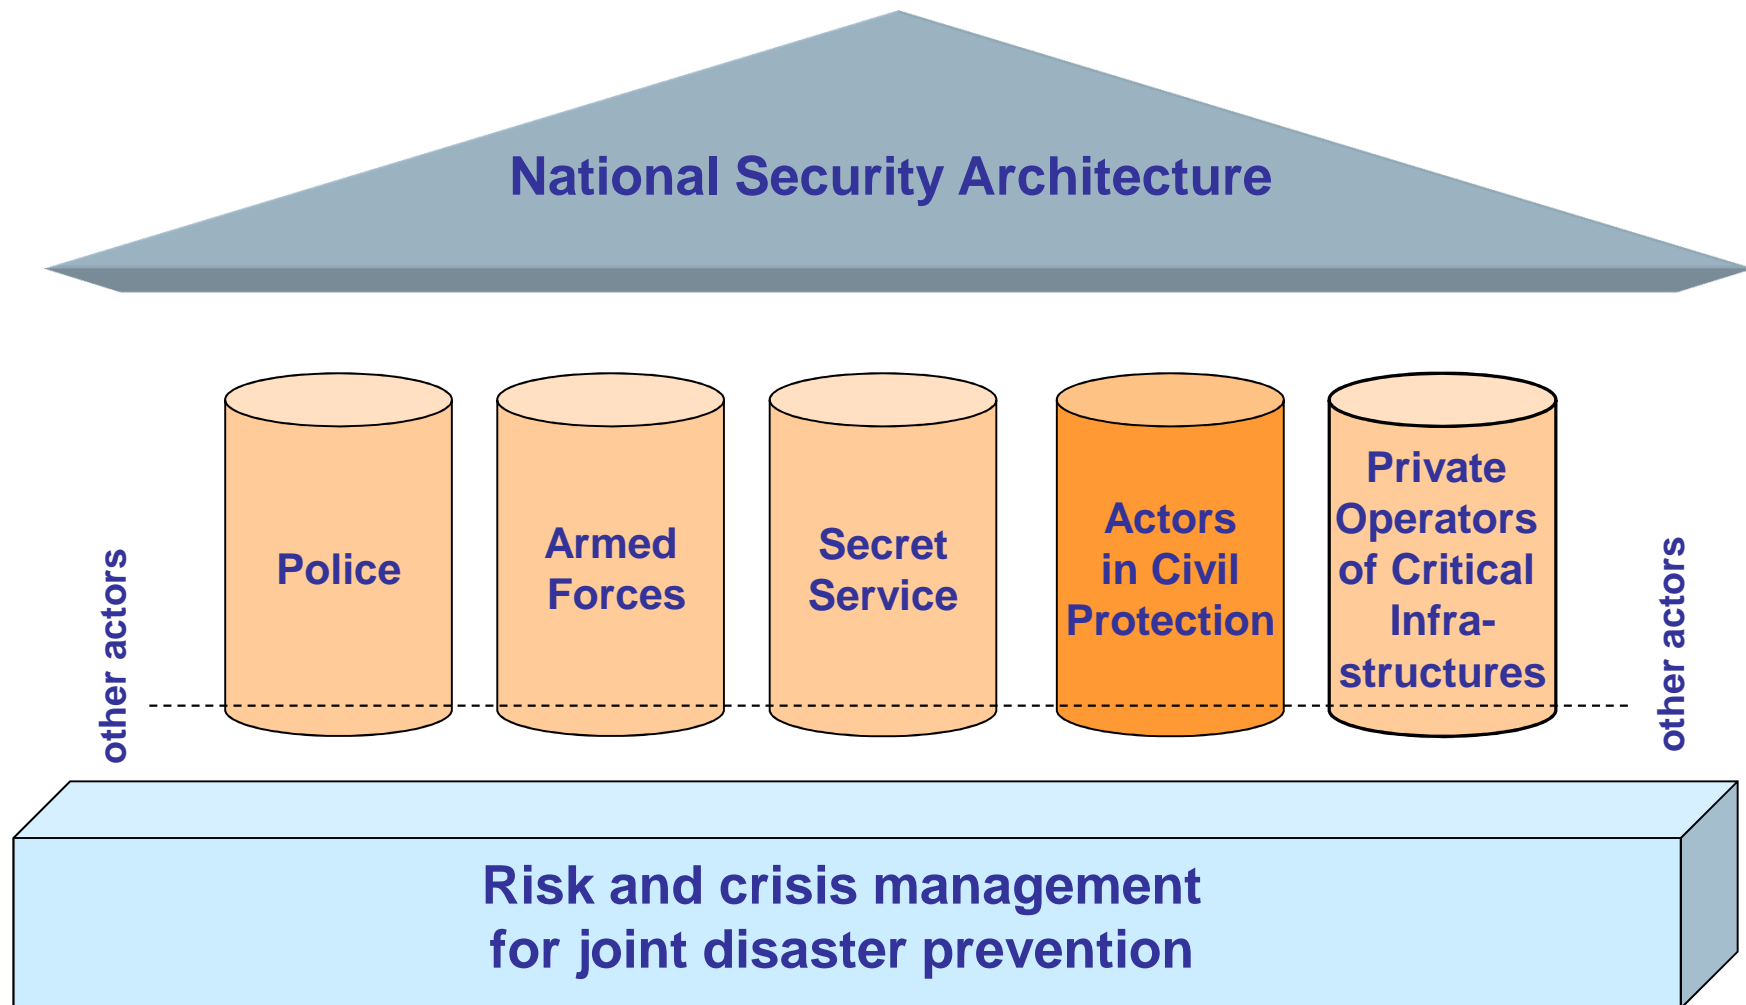 National Security Architecture
other actors
Police
Armed
Forces
Secret
Service
Actors
in Civil
Protection
Private
Operators
of Critical
Infra-
structures
other actors
Risk and crisis management
for joint disaster prevention